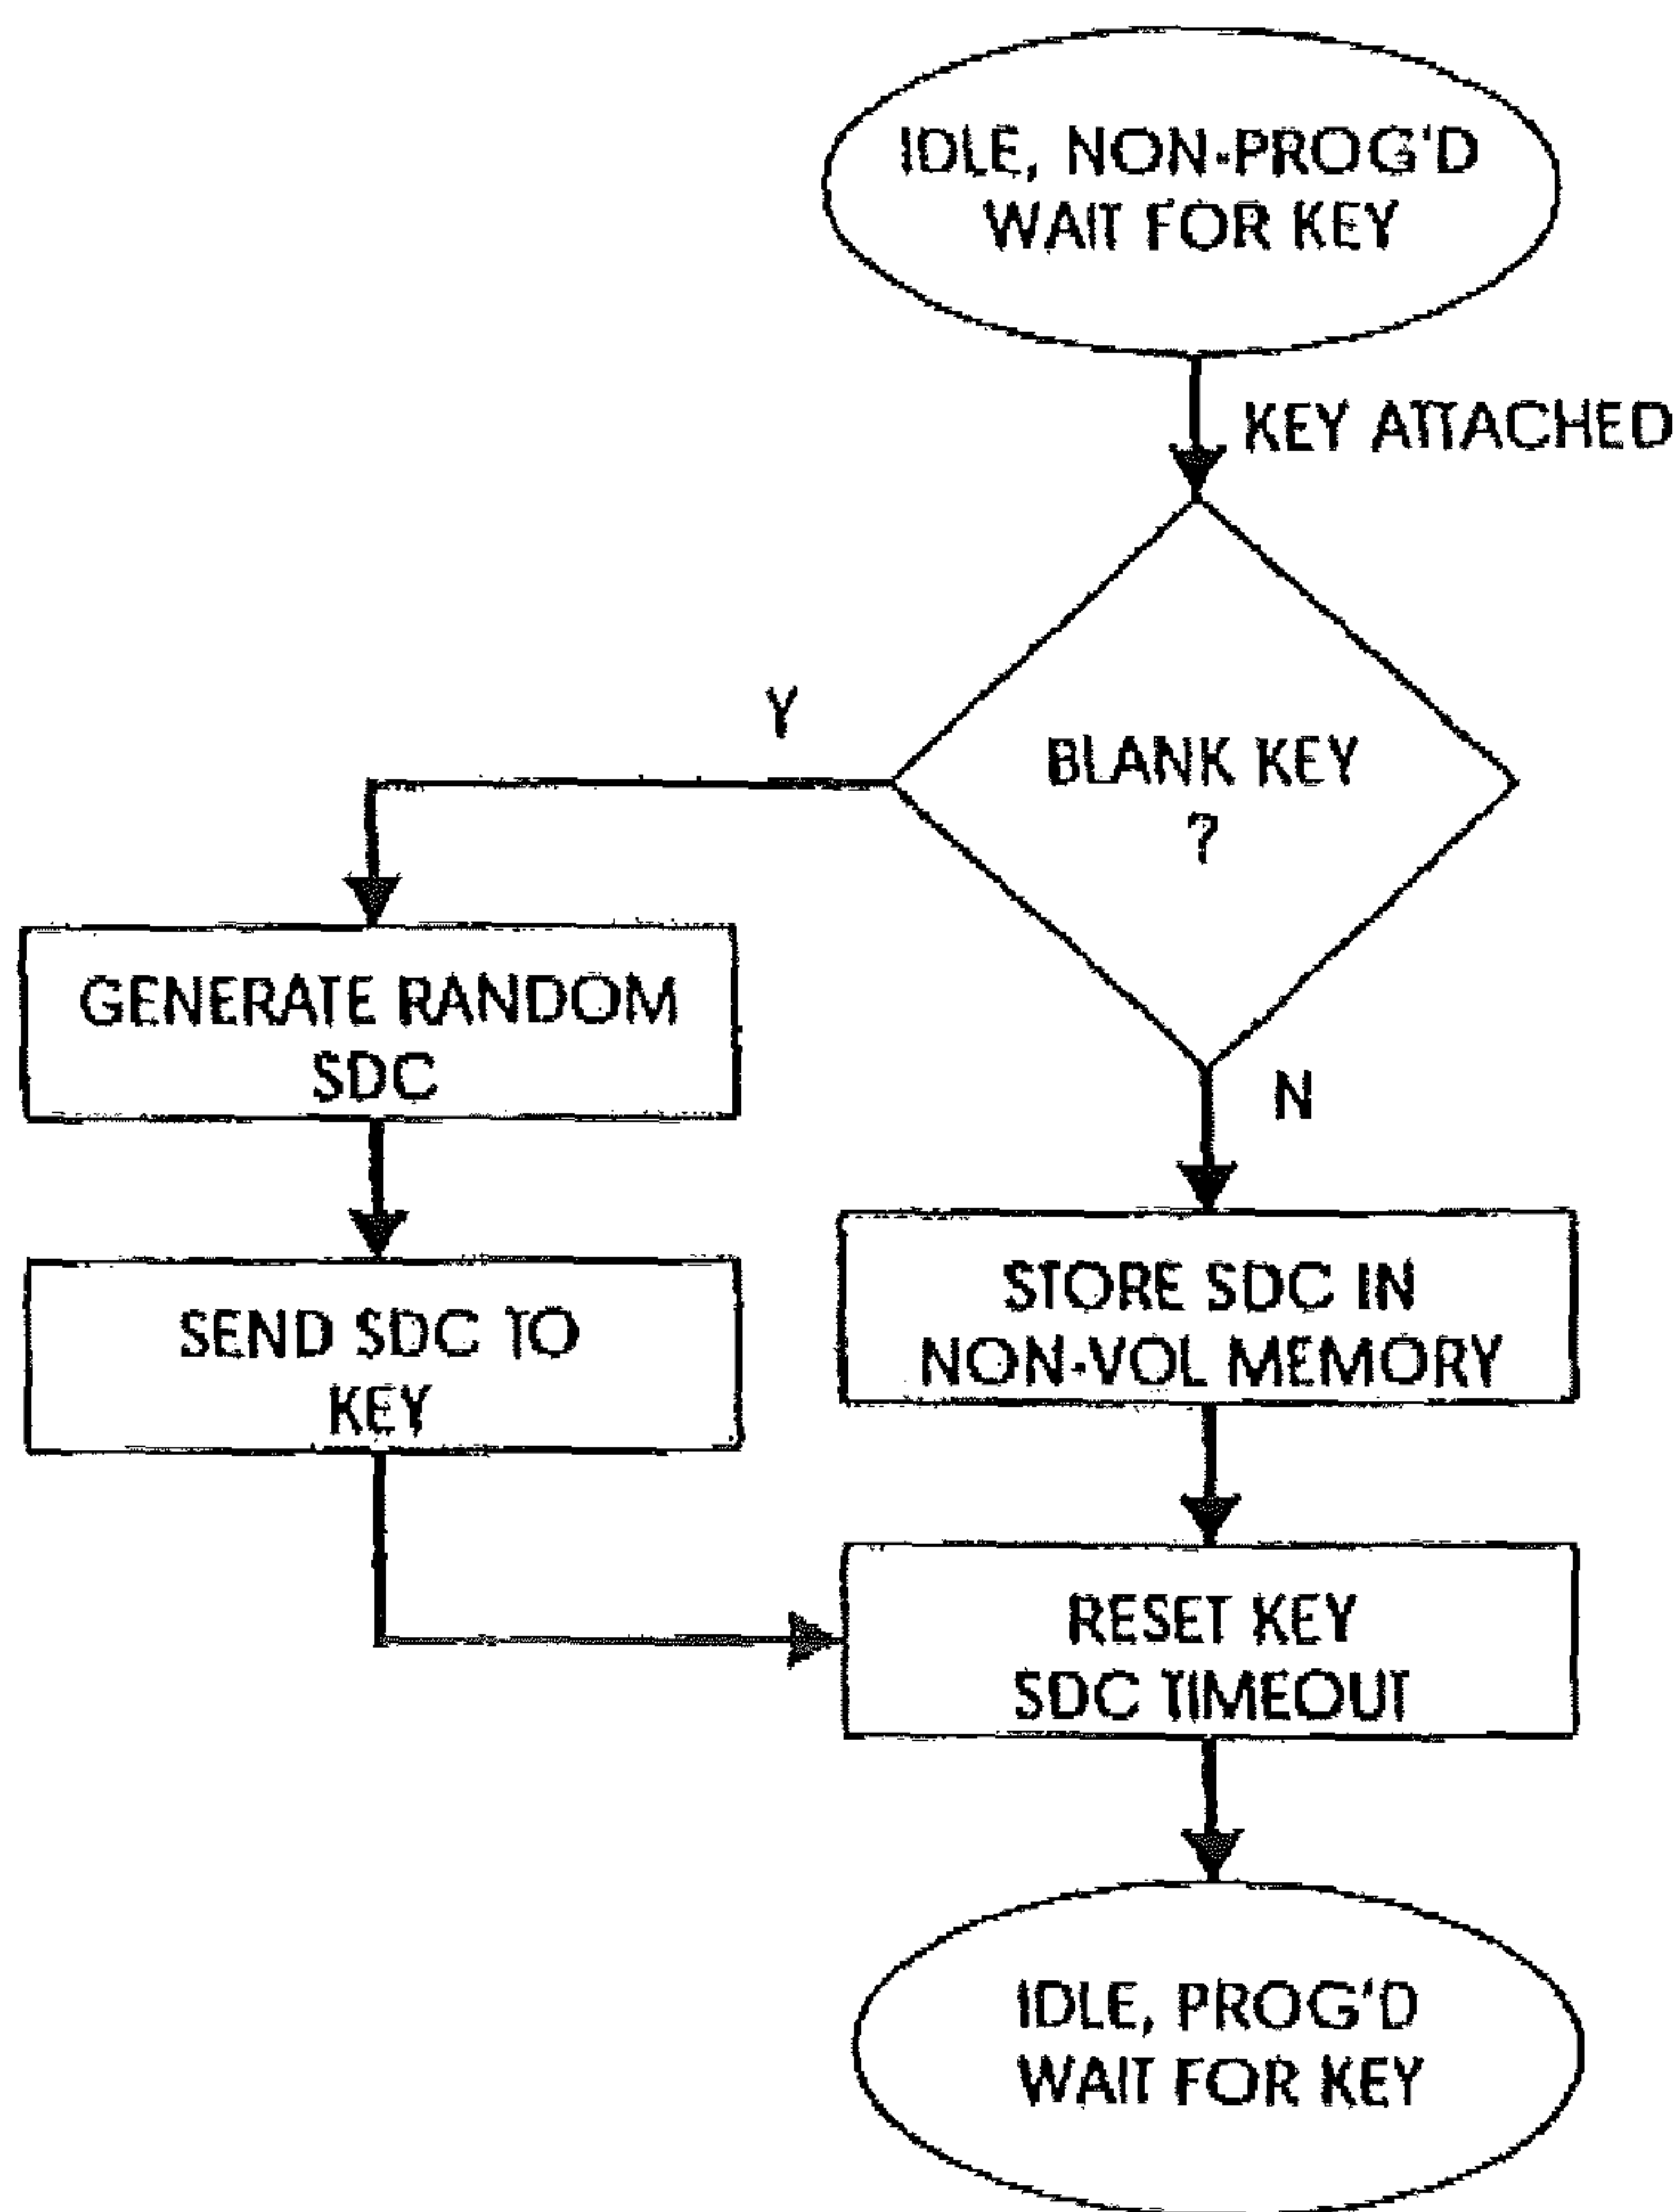 IDLE, NON-PROG'D
WAIT FOR KEY
KEY ATTACHED
BLANK KEY
?
Y
N
GENERATE RANDOM
SDC
SEND SDC TO
KEY
STORE SDC IN
NON-VOL MEMORY
RESET KEY
SDC TIMEOUT
IDLE, PROG'D
WAIT FOR KEY